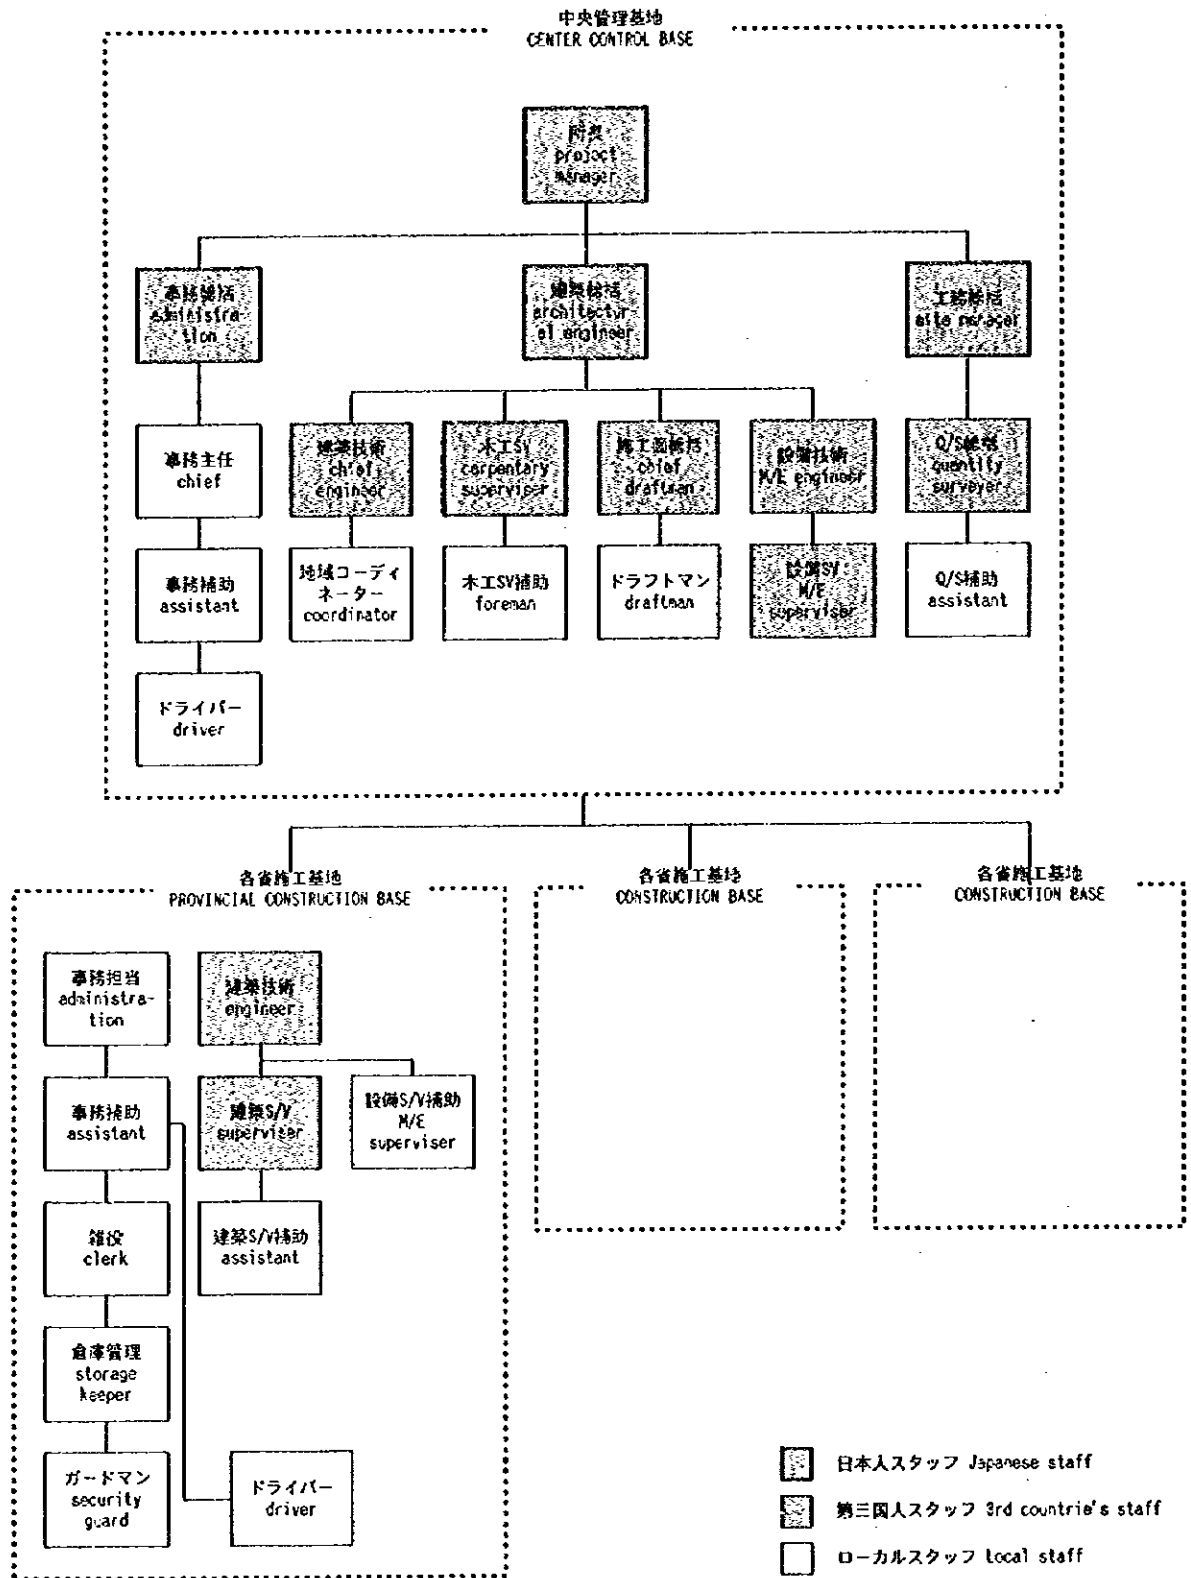 中央管理基地
CENTER CONTROL BASE
所長
project
manager
事務総括
administra-
tion
建築総括
architectur-
al engineer
工務総括
site manager
事務主任
chief
建築技術
chief
engineer
木工SV
carpentary
superviser
施工図総括
chief
draftman
設備技術
M/E engineer
Q/S総括
quantity
surveyer
事務補助
assistant
地域コーディ
ネーター
coordinator
木工SV補助
foreman
ドラフトマン
draftman
設備SV
M/E
superviser
Q/S補助
assistant
ドライバー
driver
各省施工基地
PROVINCIAL CONSTRUCTION BASE
各省施工基地
CONSTRUCTION BASE
各省施工基地
CONSTRUCTION BASE
事務担当
administra-
tion
建築技術
engineer
事務補助
assistant
建築S/V
superviser
設備S/V補助
M/E
superviser
雑役
clerk
建築S/V補助
assistant
倉庫管理
storage
keeper
ガードマン
security
guard
ドライバー
driver
日本人スタッフ Japanese staff
第三国人スタッフ 3rd countrie's staff
ローカルスタッフ Local staff